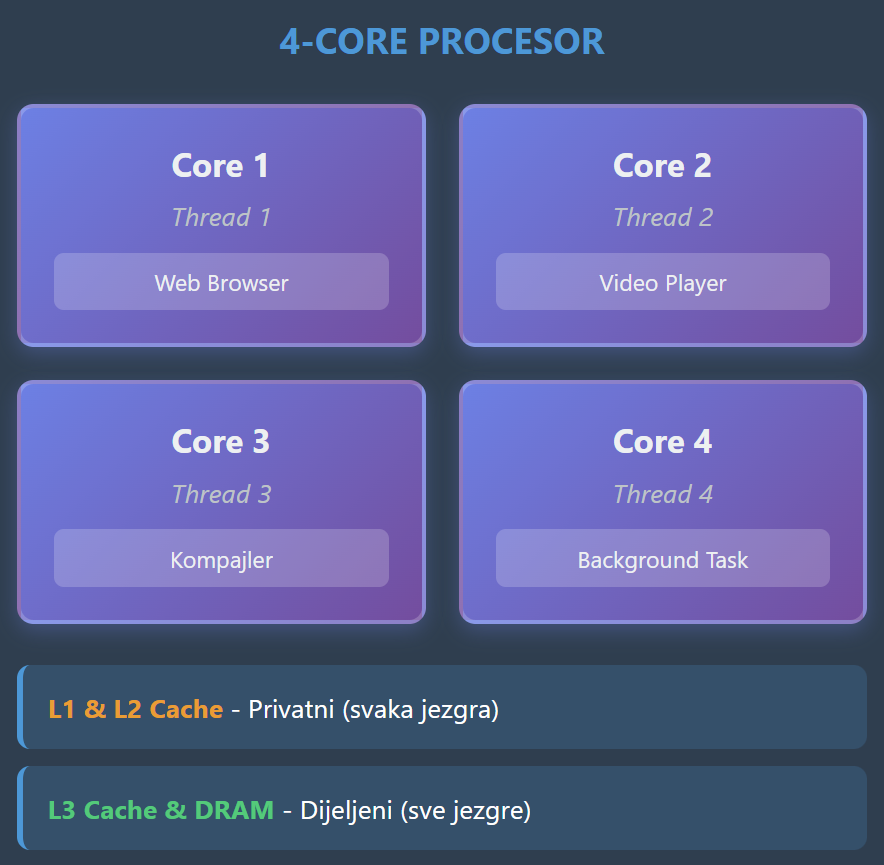 4-CORE PROCESOR
Core 1
Thread 1
Web Browser
Core 2
Thread 2
Video Player
Core 3
Thread 3
Kompajler
Core 4
Thread 4
Background Task
L1 & L2 Cache - Privatni (svaka jezgra)
L3 Cache & DRAM - Dijeljeni (sve jezgre)